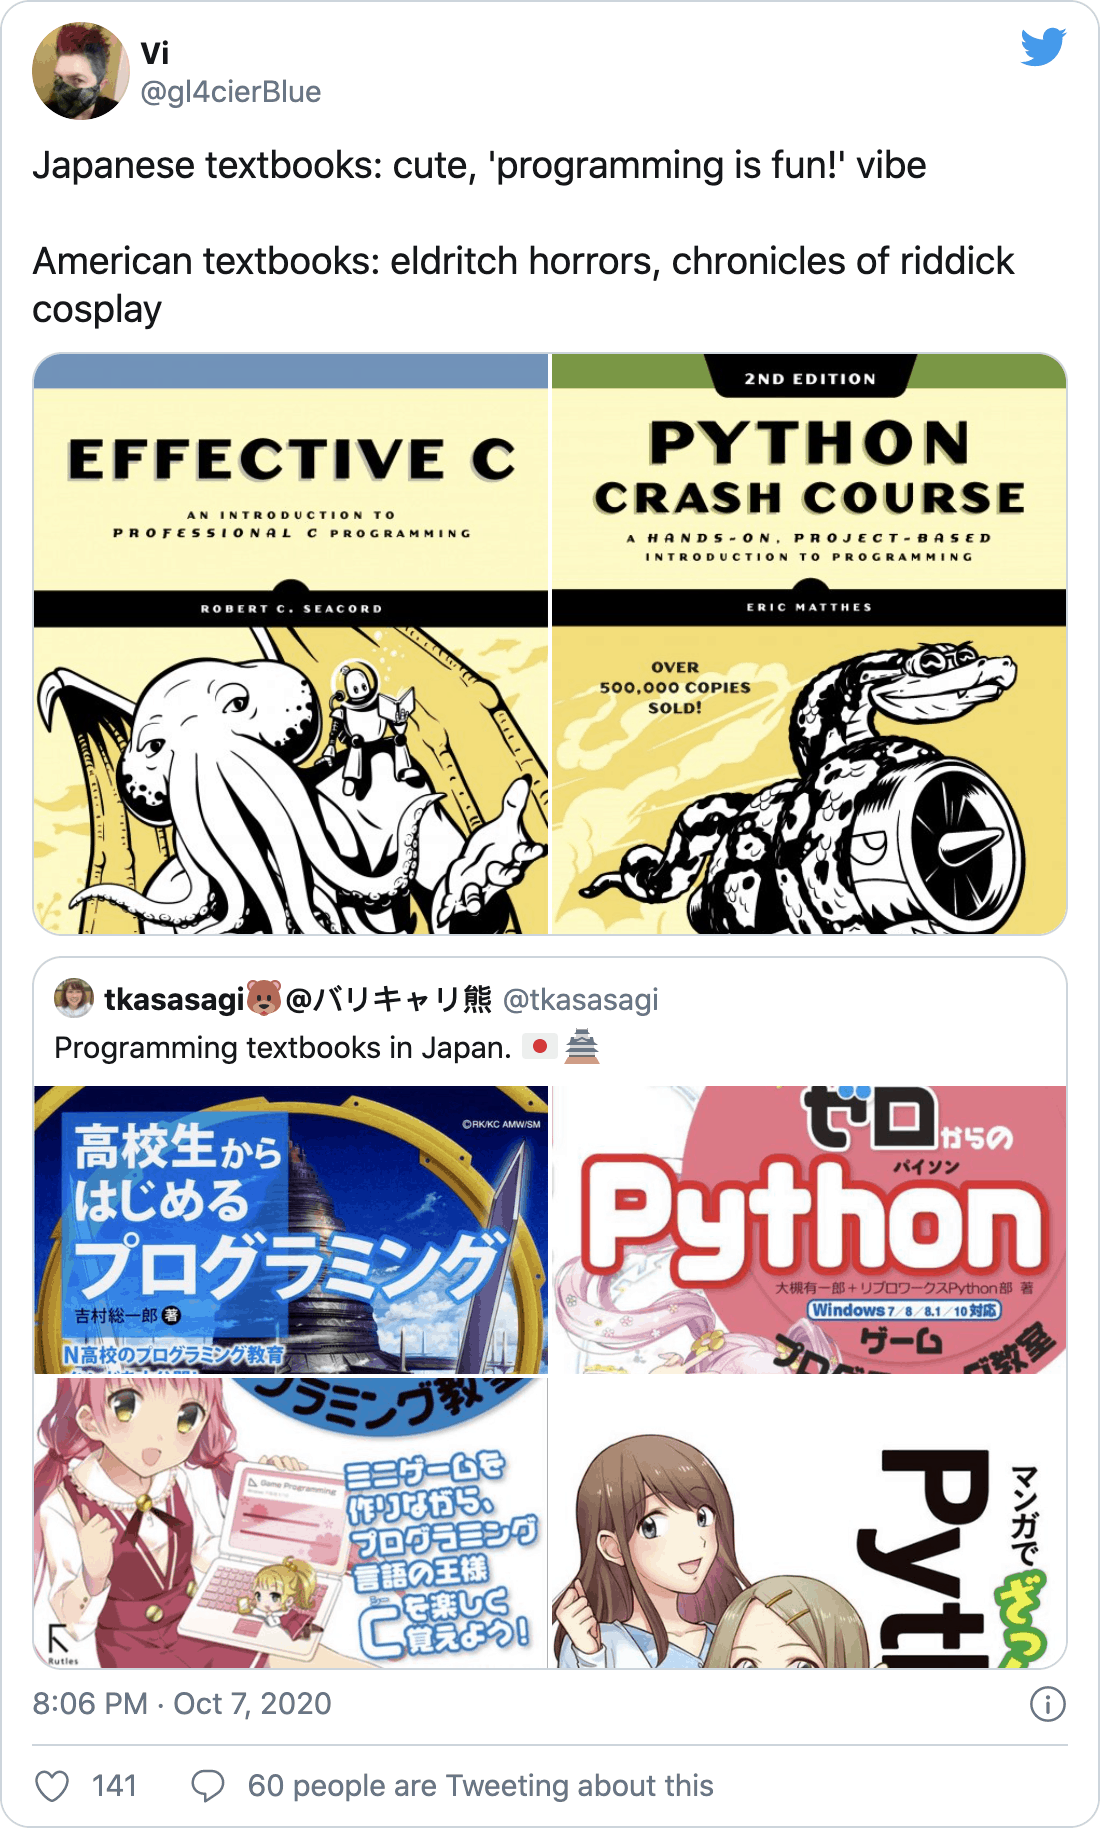 Vi
@gl4cierBlue
Japanese textbooks: cute, 'programming is fun!' vibe
American textbooks: eldritch horrors, chronicles of riddick
cosplay
EFFECTIVE C
AN INTRODUCTION TO
PROFESSIONAL C PROGRAMMING
ROBERT C. SEACORD
2ND EDITION
PYTHON
CRASH COURSE
A HANDS-ON, PROJECT-BASED
INTRODUCTION TO PROGRAMMING
ERIC MATTHES
OVER
500,000 COPIES
SOLD!
tkasasagi🐻@バリキャリ熊 @tkasasagi
Programming textbooks in Japan. 🇯🇵🏯
©RK/KC AMW/SM
高校生から
はじめる
プログラミング
吉村総一郎 著
N高校のプログラミング教育
ゼロからの
パイソン
Python
大槻有一郎+リブロワークスPython部 著
Windows 7/8/8.1/10対応
ゲーム
プログ
グ教室
ラミング教室
Game Programming
ミニゲームを
作りながら、
プログラミング
言語の王様
Cを楽しく
シー
覚えよう!
Rutles
マンガで
ざっ
Pyt
8:06 PM · Oct 7, 2020
141
60 people are Tweeting about this